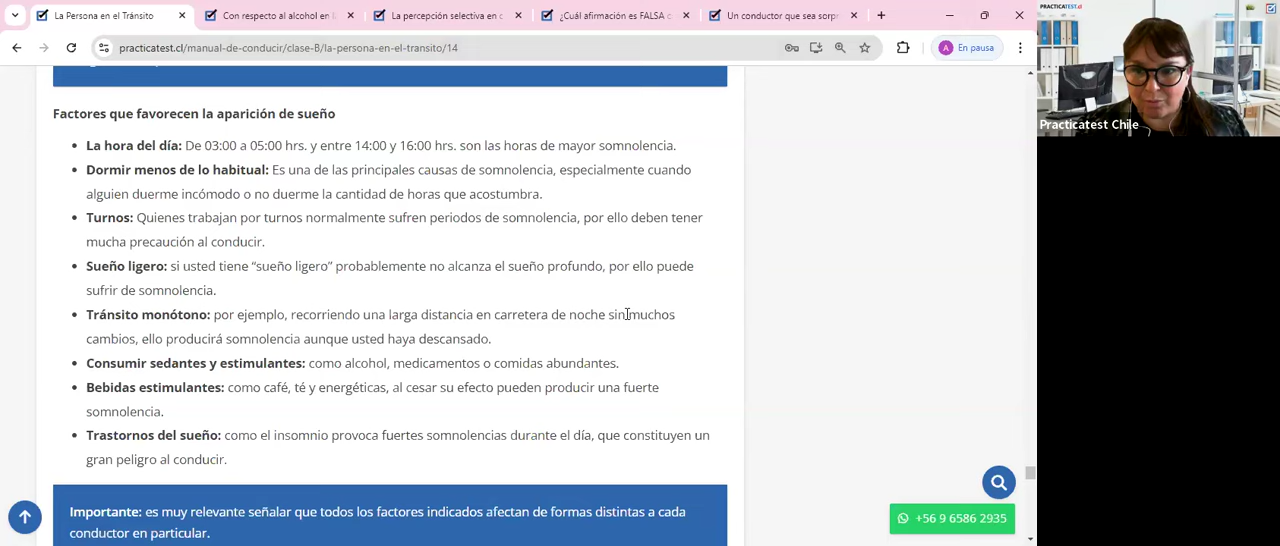 La Persona en el Tránsito
Con respecto al alcohol en l
La percepción selectiva en c
¿Cuál afirmación es FALSA c
Un conductor que sea sorpr
practicatest.cl/manual-de-conducir/clase-B/la-persona-en-el-transito/14
A
En pausa
Factores que favorecen la aparición de sueño
La hora del día: De 03:00 a 05:00 hrs. y entre 14:00 y 16:00 hrs. son las horas de mayor somnolencia.
Dormir menos de lo habitual: Es una de las principales causas de somnolencia, especialmente cuando
alguien duerme incómodo o no duerme la cantidad de horas que acostumbra.
Turnos: Quienes trabajan por turnos normalmente sufren periodos de somnolencia, por ello deben tener
mucha precaución al conducir.
Sueño ligero: si usted tiene “sueño ligero” probablemente no alcanza el sueño profundo, por ello puede
sufrir de somnolencia.
Tránsito monótono: por ejemplo, recorriendo una larga distancia en carretera de noche sin muchos
cambios, ello producirá somnolencia aunque usted haya descansado.
Consumir sedantes y estimulantes: como alcohol, medicamentos o comidas abundantes.
Bebidas estimulantes: como café, té y energéticas, al cesar su efecto pueden producir una fuerte
somnolencia.
Trastornos del sueño: como el insomnio provoca fuertes somnolencias durante el día, que constituyen un
gran peligro al conducir.
Importante: es muy relevante señalar que todos los factores indicados afectan de formas distintas a cada
conductor en particular.
+56 9 6586 2935
PRACTICATEST.CL
Practicatest Chile